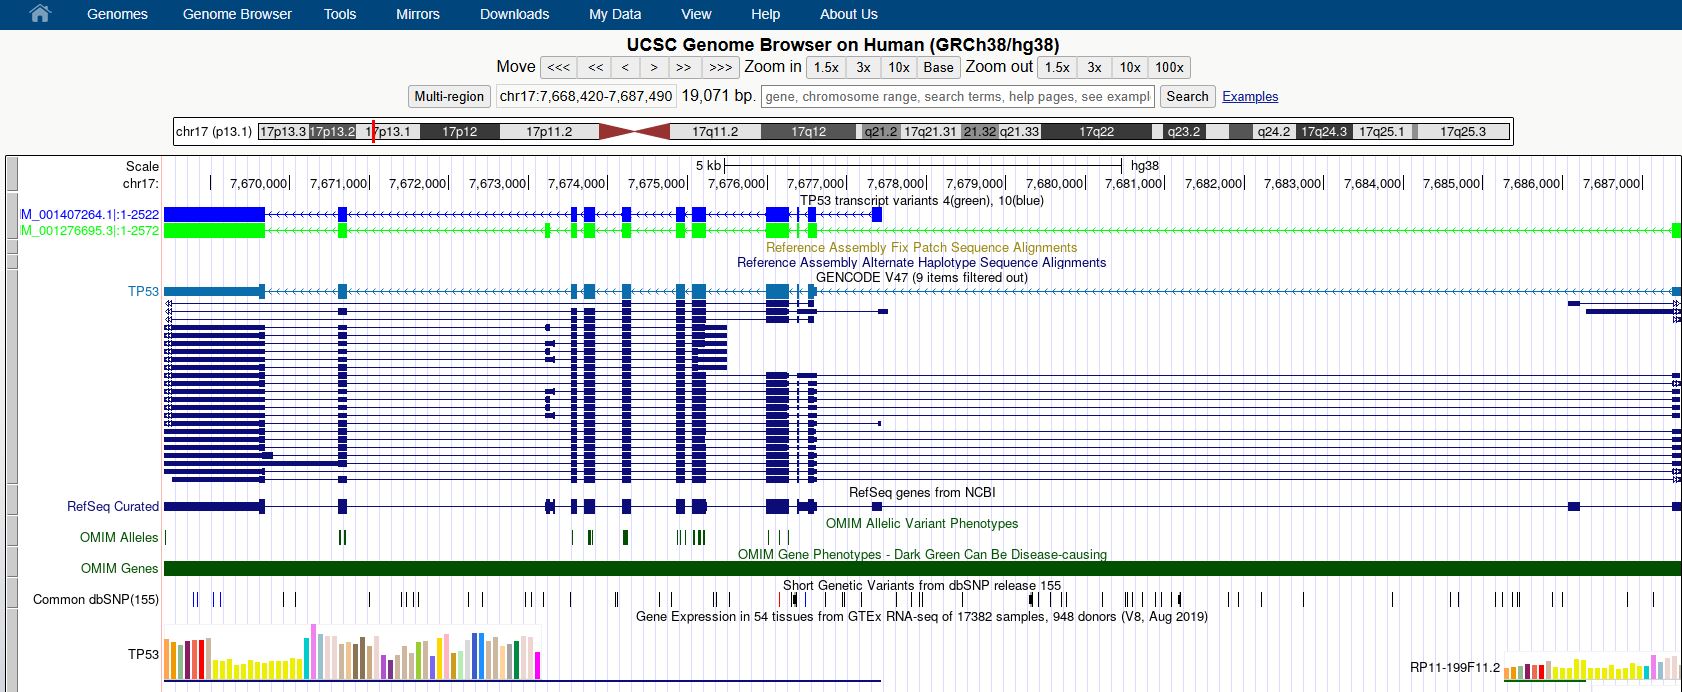 Genomes Genome Browser Tools Mirrors Downloads My Data View Help About Us
UCSC Genome Browser on Human (GRCh38/hg38)
Move <<< << < > >> >>> Zoom in 1.5x 3x 10x Base Zoom out 1.5x 3x 10x 100x
Multi-region chr17:7,668,420-7,687,490 19,071 bp. gene, chromosome range, search terms, help pages, see exampl Search Examples
chr17 (p13.1) 17p13.3 17p13.2 17p13.1 17p12 17p11.2 17q11.2 17q12 q21.2 17q21.31 21.32 q21.33 17q22 q23.2 q24.2 17q24.3 17q25.1 17q25.3
Scale 5 kb hg38
chr17: 7,670,000 7,671,000 7,672,000 7,673,000 7,674,000 7,675,000 7,676,000 7,677,000 7,678,000 7,679,000 7,680,000 7,681,000 7,682,000 7,683,000 7,684,000 7,685,000 7,686,000 7,687,000
TP53 transcript variants 4(green), 10(blue)
M_001407264.1|:1-2522
M_001276695.3|:1-2572
Reference Assembly Fix Patch Sequence Alignments
Reference Assembly Alternate Haplotype Sequence Alignments
GENCODE V47 (9 items filtered out)
TP53
RefSeq genes from NCBI
RefSeq Curated
OMIM Allelic Variant Phenotypes
OMIM Alleles
OMIM Gene Phenotypes - Dark Green Can Be Disease-causing
OMIM Genes
Short Genetic Variants from dbSNP release 155
Common dbSNP(155)
Gene Expression in 54 tissues from GTEx RNA-seq of 17382 samples, 948 donors (V8, Aug 2019)
TP53
RP11-199F11.2